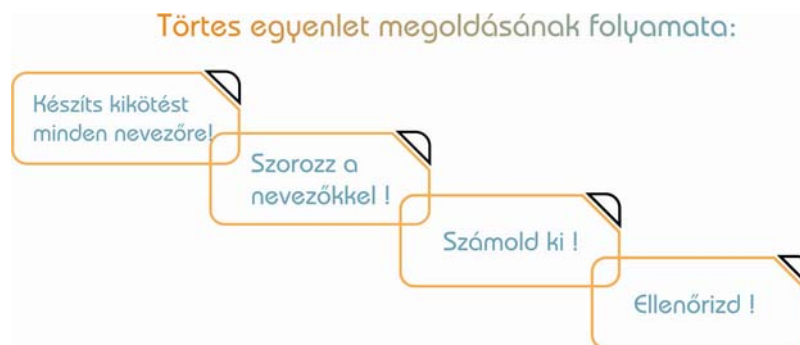 Törtes egyenlet megoldásának folyamata:
Készíts kikötést
minden nevezőre!
Szorozz a
nevezőkkel !
Számold ki !
Ellenőrizd !